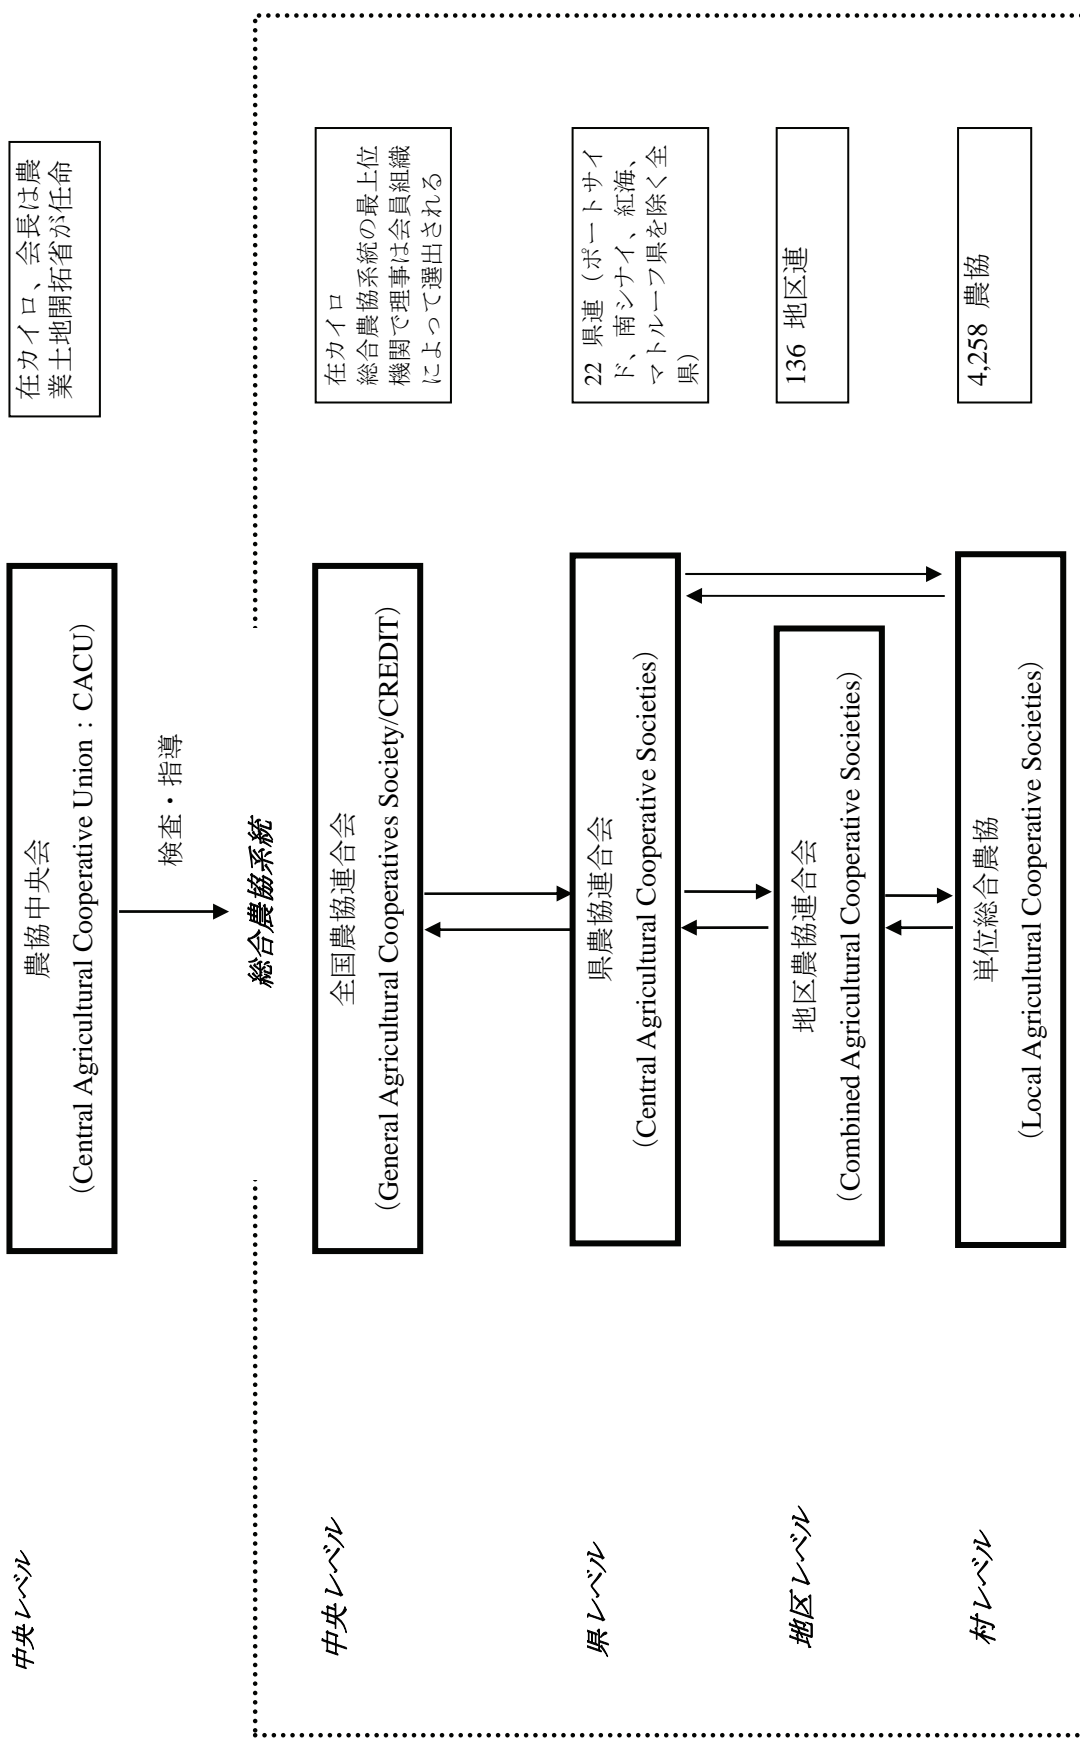 中央レベル
農協中央会
(Central Agricultural Cooperative Union : CACU)
在カイロ、会長は農
業土地開拓省が任命
検査・指導
総合農協系統
中央レベル
全国農協連合会
(General Agricultural Cooperatives Society/CREDIT)
在カイロ
総合農協系統の最上位
機関で理事は会員組織
によって選出される
県レベル
県農協連合会
(Central Agricultural Cooperative Societies)
22 県連（ポートサイ
ド、南シナイ、紅海、
マトルーフ県を除く全
県）
地区レベル
地区農協連合会
(Combined Agricultural Cooperative Societies)
136 地区連
村レベル
単位総合農協
(Local Agricultural Cooperative Societies)
4,258 農協